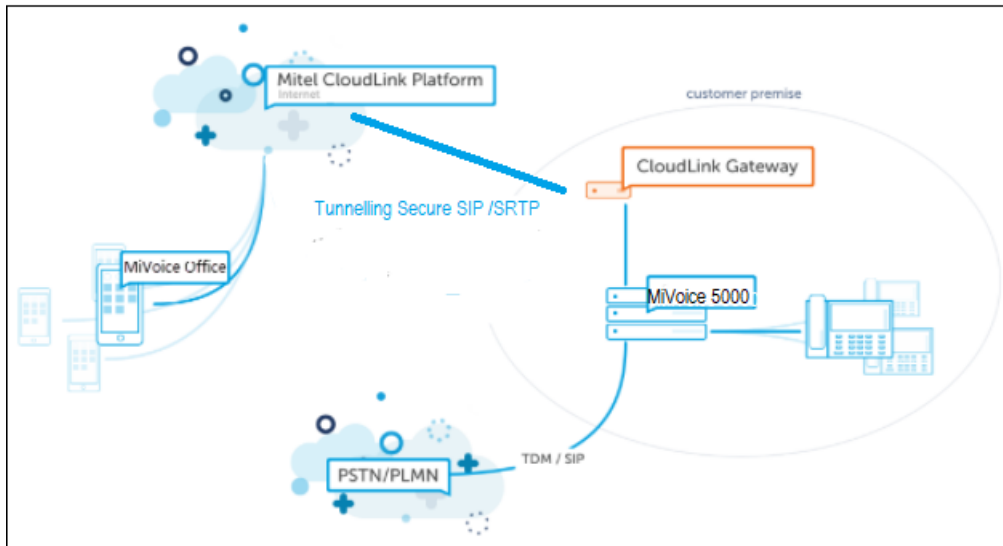 Mitel CloudLink Platform
Internet
customer premise
CloudLink Gateway
Tunnelling Secure SIP /SRTP
MiVoice Office
MiVoice 5000
TDM / SIP
PSTN/PLMN